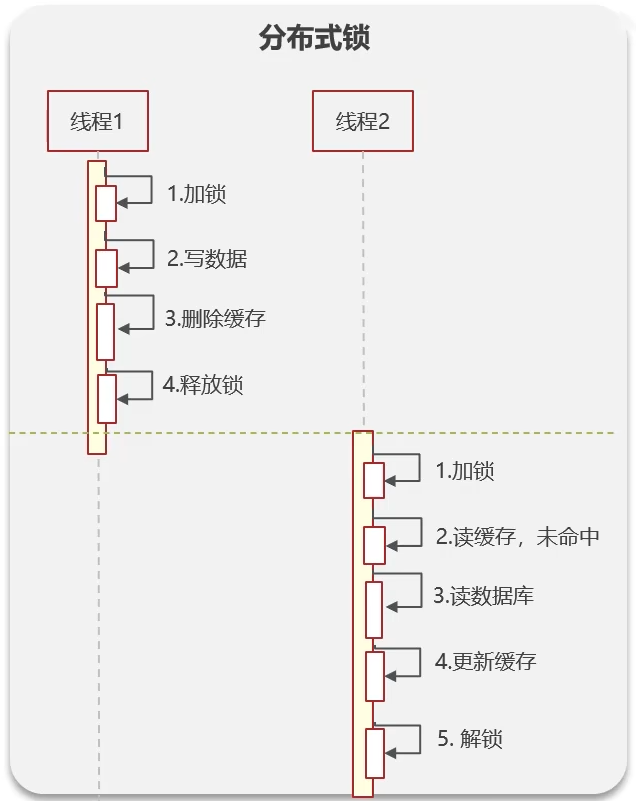 分布式锁
线程1
线程2
1.加锁
2.写数据
3.删除缓存
4.释放锁
1.加锁
2.读缓存，未命中
3.读数据库
4.更新缓存
5. 解锁